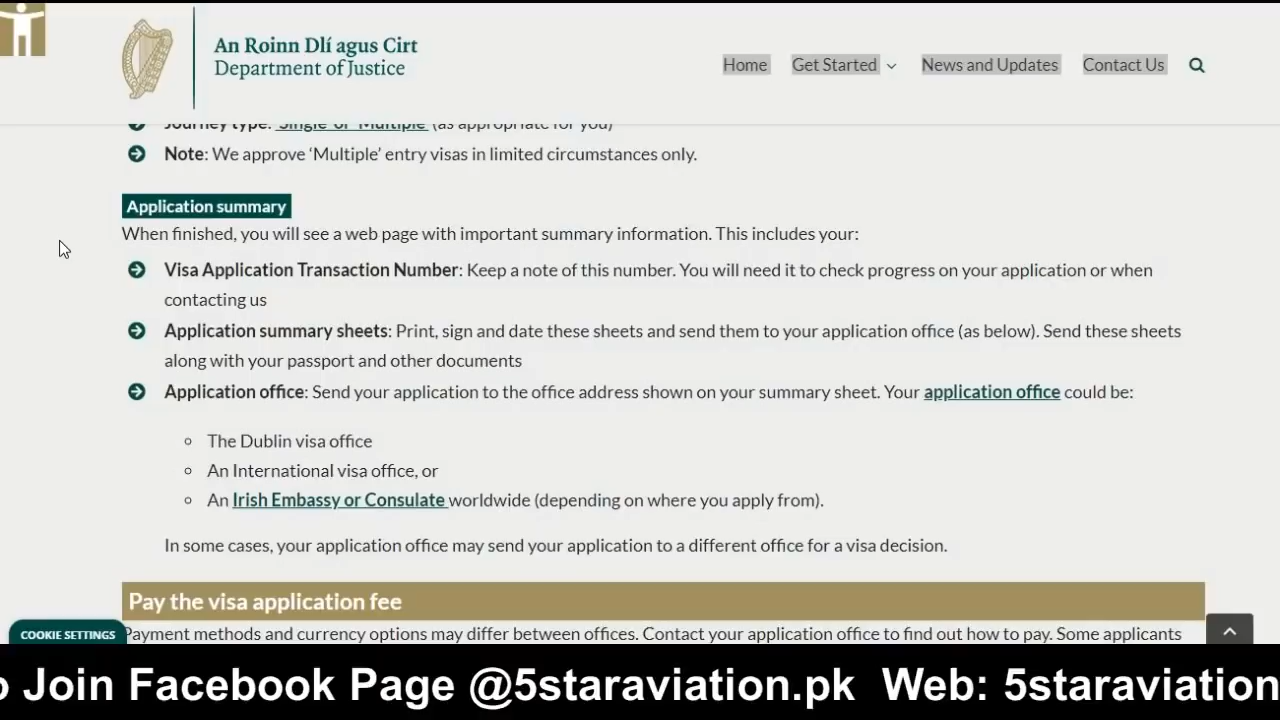 An Roinn Dlí agus Cirt
Department of Justice
Home Get Started News and Updates Contact Us
Journey type: 'Single' or 'Multiple' (as appropriate for you)
Note: We approve ‘Multiple’ entry visas in limited circumstances only.
Application summary
When finished, you will see a web page with important summary information. This includes your:
Visa Application Transaction Number: Keep a note of this number. You will need it to check progress on your application or when
contacting us
Application summary sheets: Print, sign and date these sheets and send them to your application office (as below). Send these sheets
along with your passport and other documents
Application office: Send your application to the office address shown on your summary sheet. Your application office could be:
The Dublin visa office
An International visa office, or
An Irish Embassy or Consulate worldwide (depending on where you apply from).
In some cases, your application office may send your application to a different office for a visa decision.
Pay the visa application fee
COOKIE SETTINGS
Payment methods and currency options may differ between offices. Contact your application office to find out how to pay. Some applicants
o Join Facebook Page @5staraviation.pk Web: 5staraviation